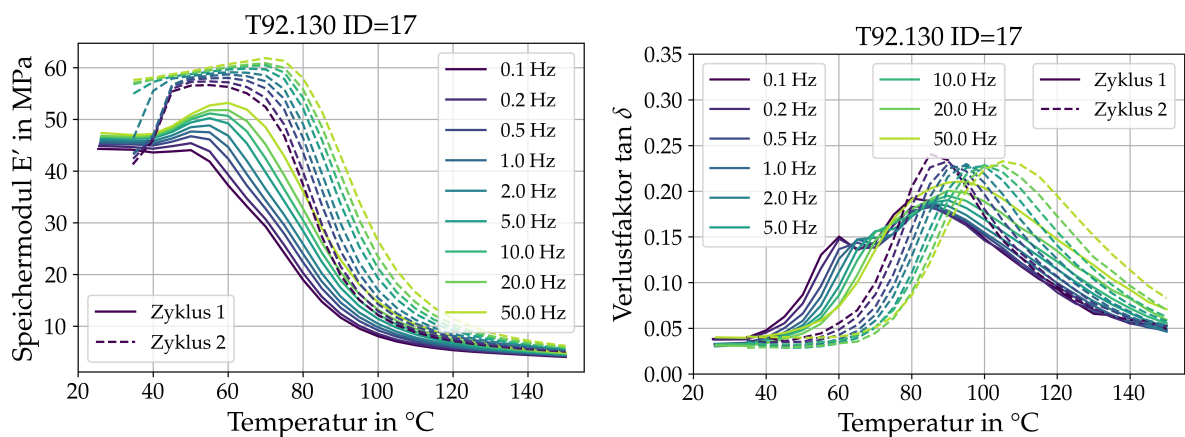 T92.130 ID=17
Speichermodul E′ in MPa
60
50
40
30
20
10
20 40 60 80 100 120 140
Temperatur in °C
0.1 Hz
0.2 Hz
0.5 Hz
1.0 Hz
2.0 Hz
5.0 Hz
10.0 Hz
20.0 Hz
50.0 Hz
Zyklus 1
Zyklus 2
T92.130 ID=17
Verlustfaktor tan δ
0.35
0.30
0.25
0.20
0.15
0.10
0.05
0.00
20 40 60 80 100 120 140
Temperatur in °C
0.1 Hz
0.2 Hz
0.5 Hz
1.0 Hz
2.0 Hz
5.0 Hz
10.0 Hz
20.0 Hz
50.0 Hz
Zyklus 1
Zyklus 2